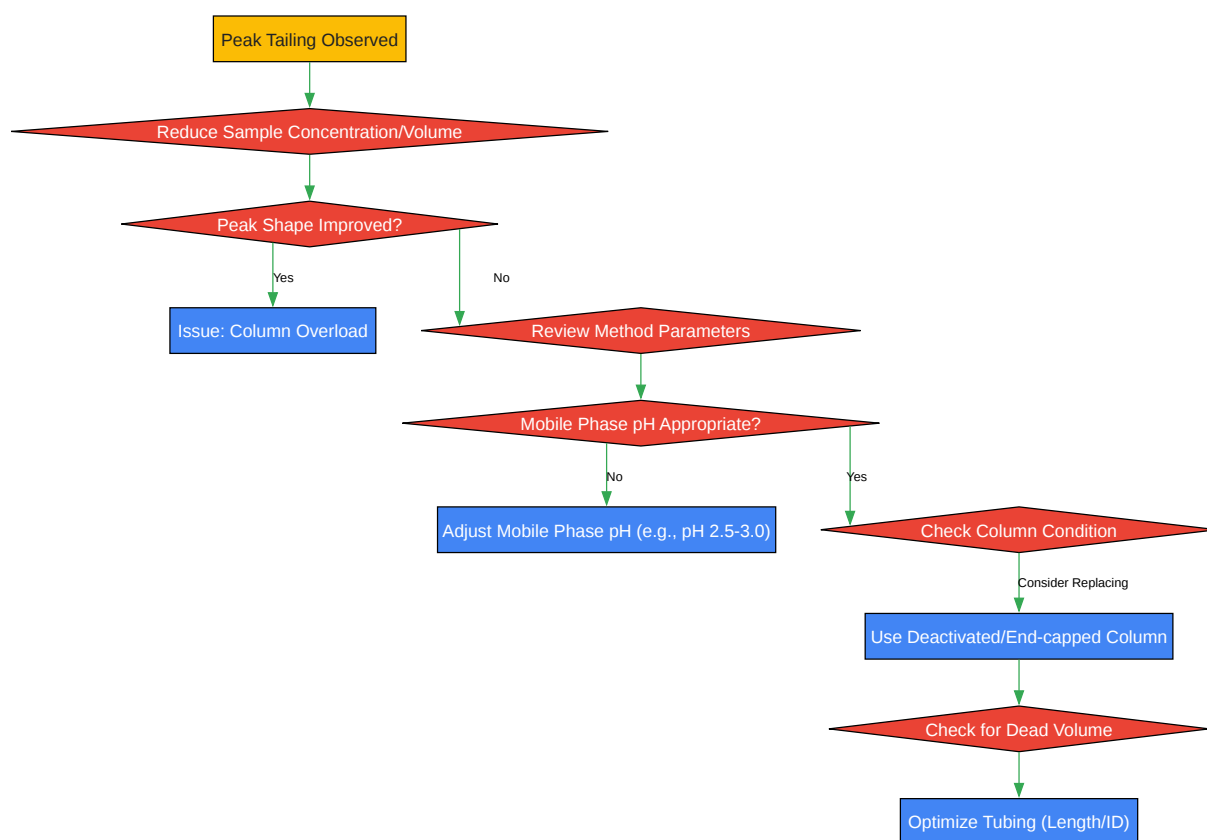 Peak Tailing Observed
Reduce Sample Concentration/Volume
Peak Shape Improved?
Yes
No
Issue: Column Overload
Review Method Parameters
Mobile Phase pH Appropriate?
No
Yes
Adjust Mobile Phase pH (e.g., pH 2.5-3.0)
Check Column Condition
Consider Replacing
Use Deactivated/End-capped Column
Check for Dead Volume
Optimize Tubing (Length/ID)